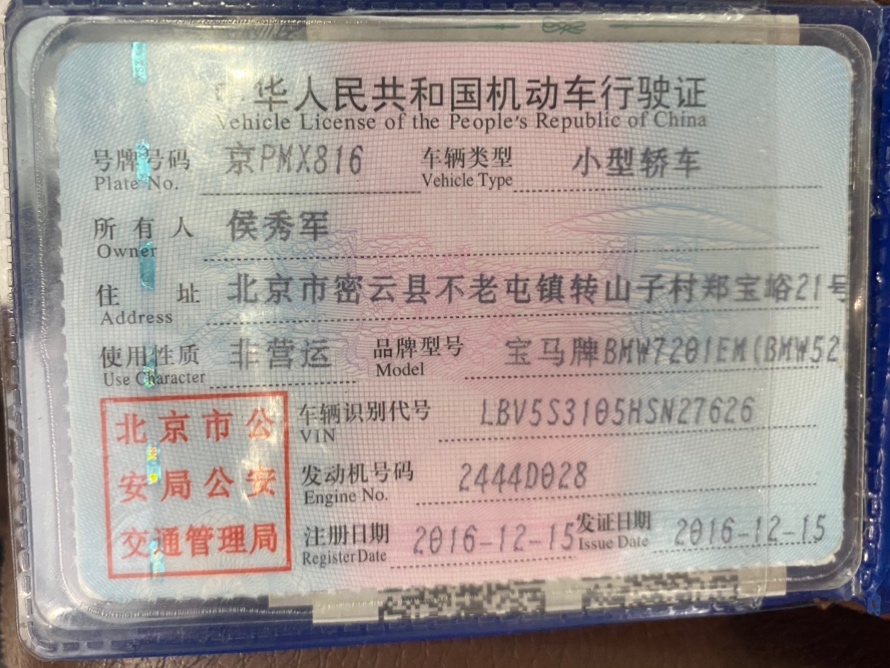 中华人民共和国机动车行驶证
Vehicle License of the People's Republic of China
号牌号码 京PMX816 车辆类型 小型轿车
Plate No. Vehicle Type
所有人 侯秀军
Owner
住址 北京市密云县不老屯镇转山子村郑宝峪21号
Address
使用性质 非营运 品牌型号 宝马牌BMW7201EM(BMW52
Use Character Model
北京市公
安局公安
交通管理局
车辆识别代号 LBV5S3105HSN27626
VIN
发动机号码 2444D028
Engine No.
注册日期 2016-12-15 发证日期 2016-12-15
Register Date Issue Date